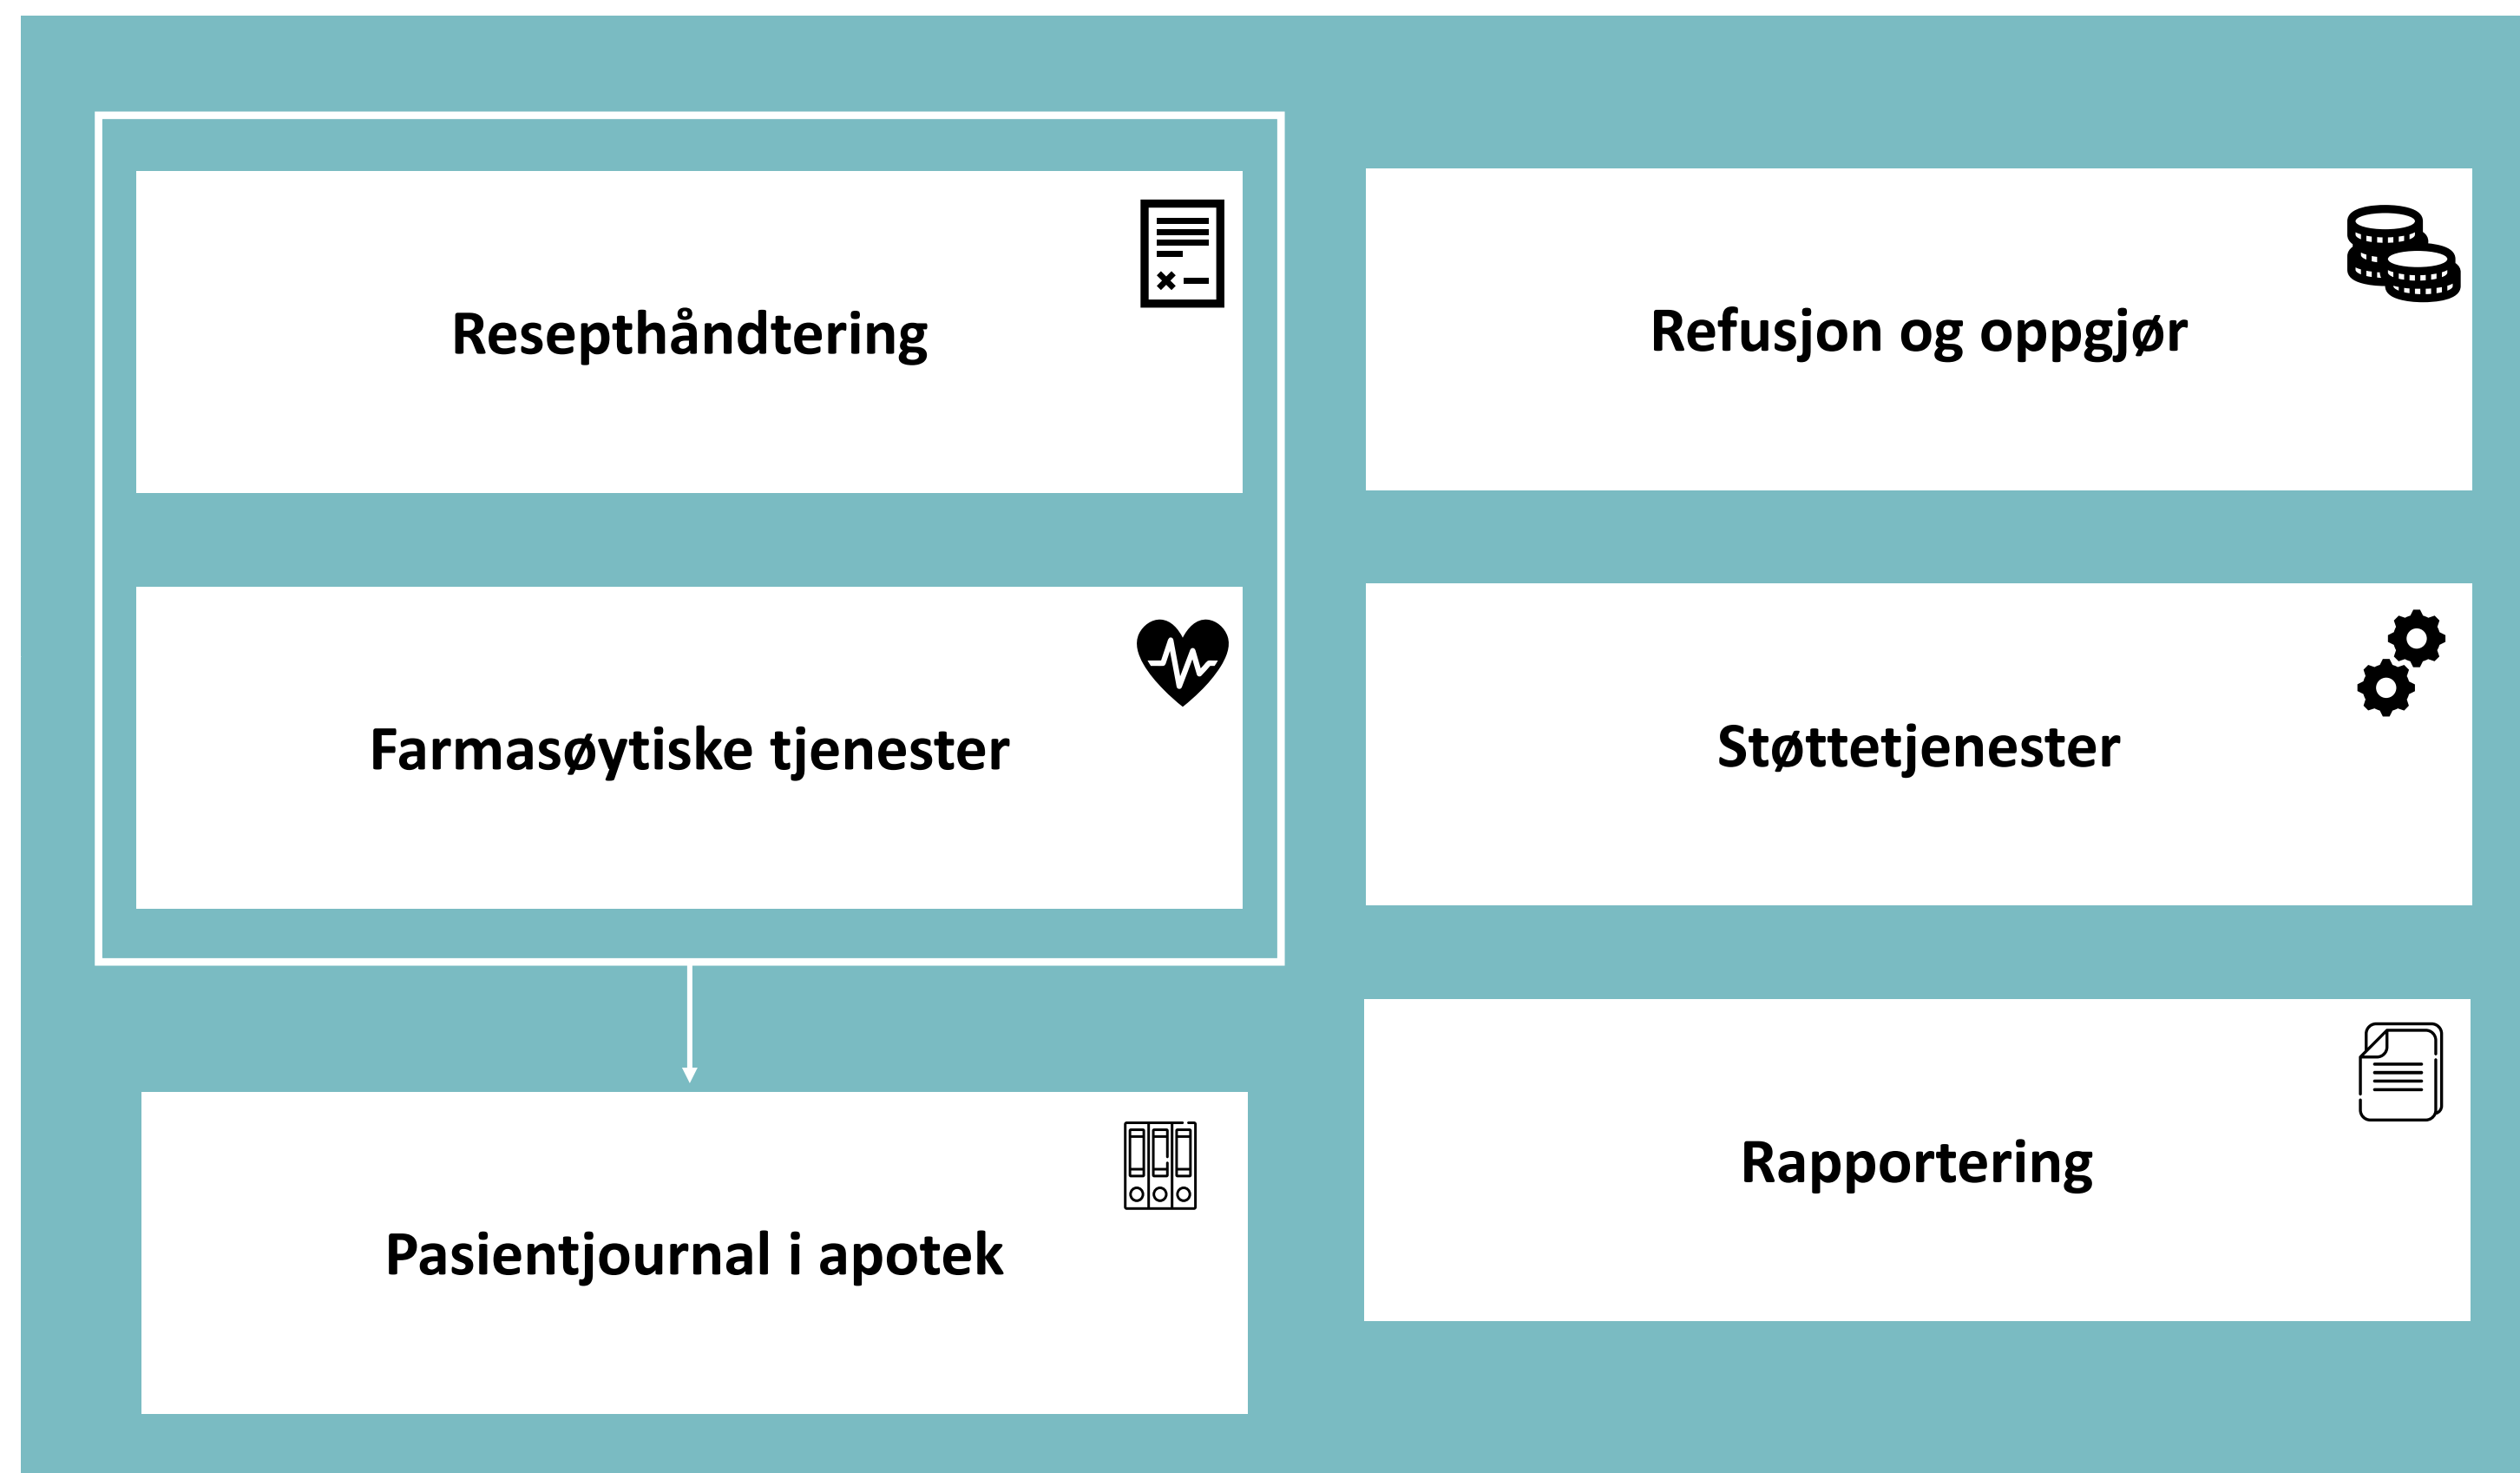 Resepthåndtering
Farmasøytiske tjenester
Pasientjournal i apotek
Refusjon og oppgjør
Støttetjenester
Rapportering